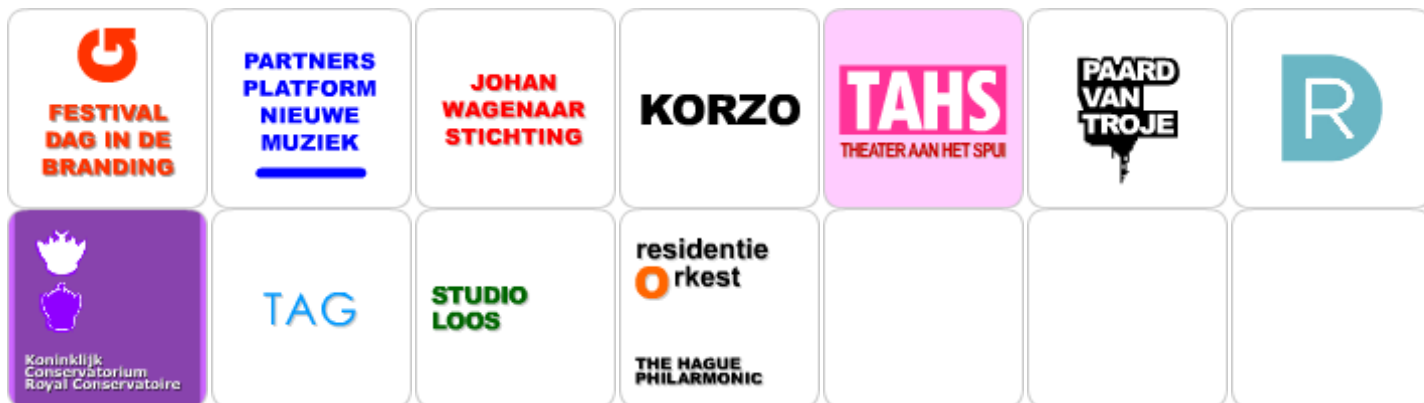 G
FESTIVAL
DAG IN DE
BRANDING
PARTNERS
PLATFORM
NIEUWE
MUZIEK
JOHAN
WAGENAAR
STICHTING
KORZO
TAHS
THEATER AAN HET SPUI
PAARD
VAN
TROJE
R
Koninklijk
Conservatorium
Royal Conservatoire
TAG
STUDIO
LOOS
residentie
orkest
THE HAGUE
PHILARMONIC